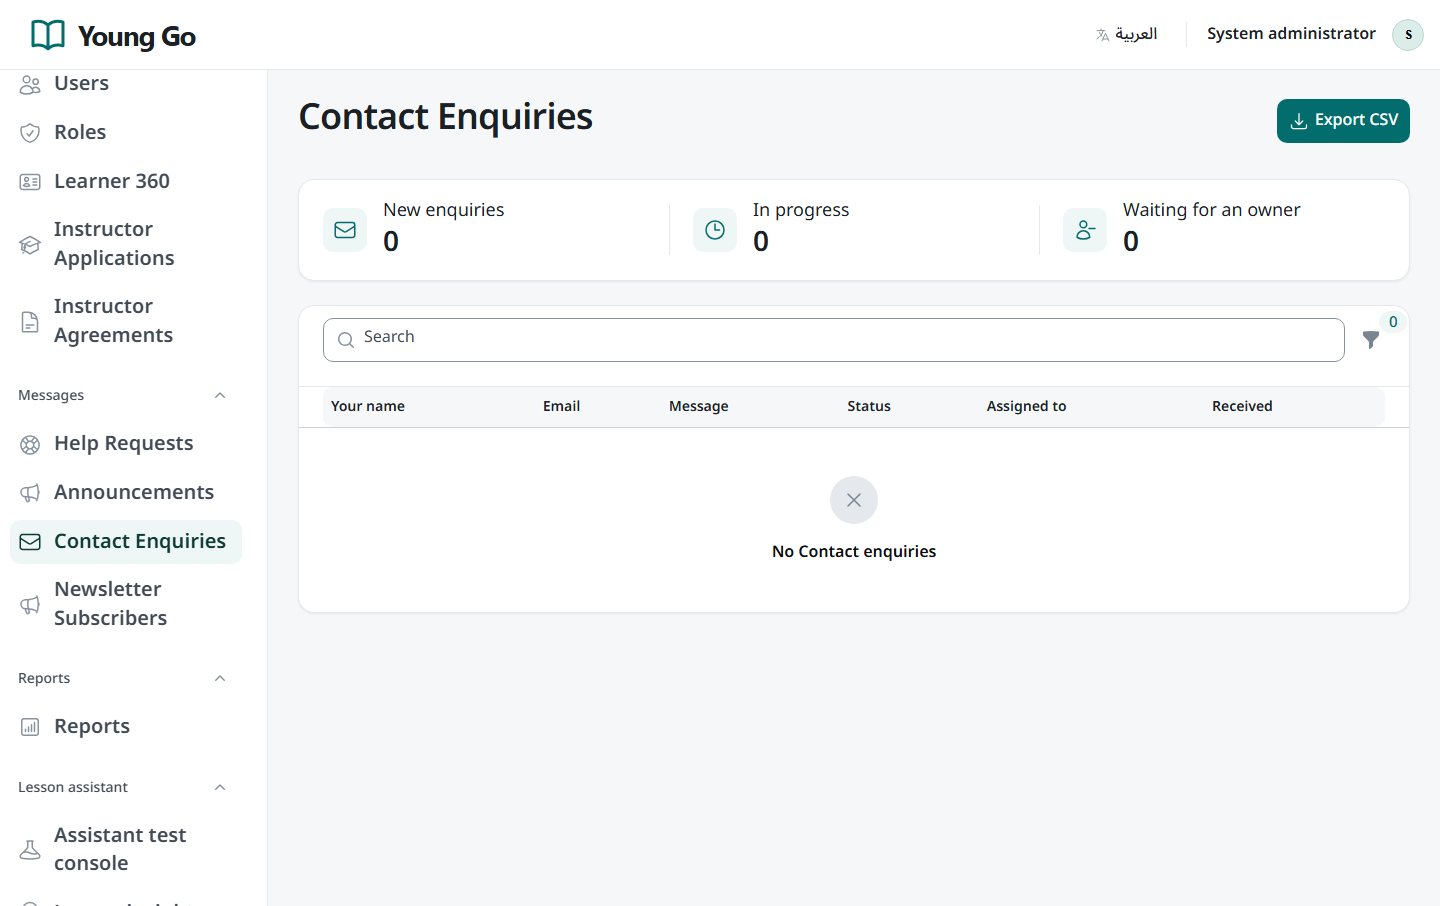 Young Go
العربية
System administrator
S
Users
Roles
Learner 360
Instructor
Applications
Instructor
Agreements
Messages
Help Requests
Announcements
Contact Enquiries
Newsletter
Subscribers
Reports
Reports
Lesson assistant
Assistant test
console
Contact Enquiries
Export CSV
New enquiries
0
In progress
0
Waiting for an owner
0
Search
0
Your name Email Message Status Assigned to Received
No Contact enquiries